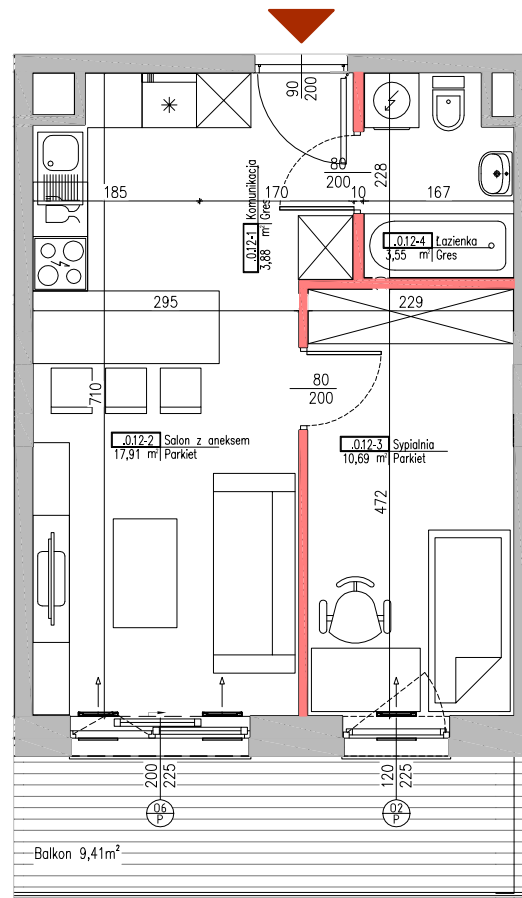 90
200
80
200
228
185
170
10
167
.0.12-1 Komunikacja
3,88 m² Gres
.0.12-4 Łazienka
3,55 m² Gres
295
229
710
80
200
.0.12-2 Salon z aneksem
17,91 m² Parkiet
.0.12-3 Sypialnia
10,69 m² Parkiet
472
200
225
120
225
06
P
02
P
Balkon 9,41m²